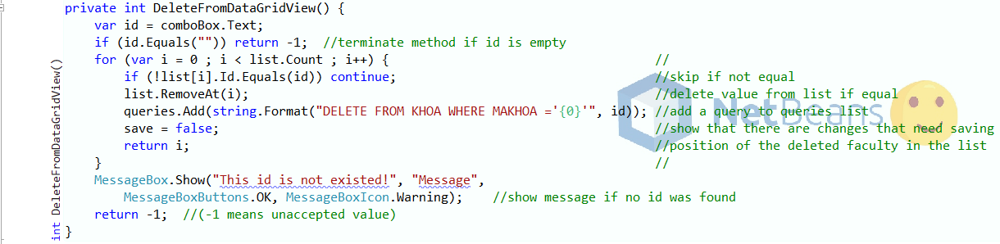 private int DeleteFromDataGridView() {
var id = comboBox.Text;
if (id.Equals("")) return -1;  //terminate method if id is empty
for (var i = 0 ; i < list.Count ; i++) { //
if (!list[i].Id.Equals(id)) continue; //skip if not equal
list.RemoveAt(i); //delete value from list if equal
queries.Add(string.Format("DELETE FROM KHOA WHERE MAKHOA ='{0}'", id)); //add a query to queries list
save = false; //show that there are changes that need saving
return i; //position of the deleted faculty in the list
} //
MessageBox.Show("This id is not existed!", "Message",
MessageBoxButtons.OK, MessageBoxIcon.Warning); //show message if no id was found
return -1;  //(-1 means unaccepted value)
}
int DeleteFromDataGridView()
NetBeans